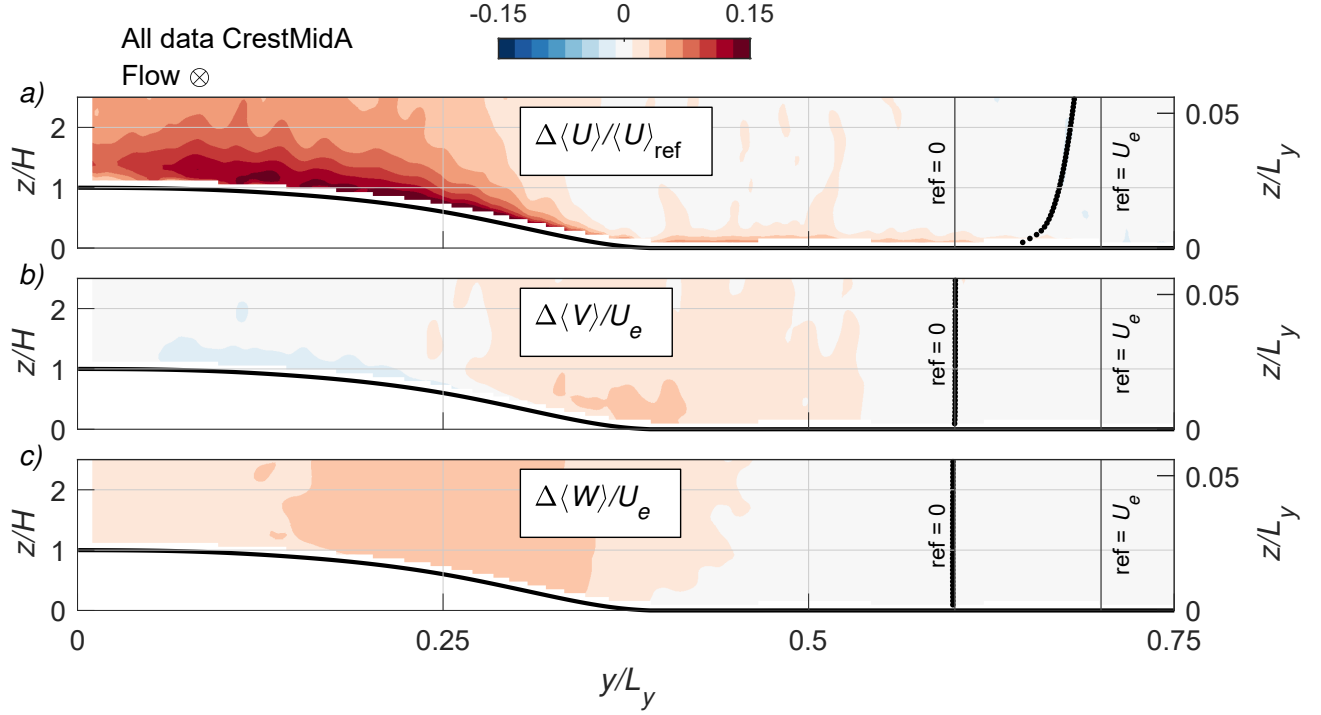 -0.15 0 0.15
All data CrestMidA
Flow ⊗
a)
Δ⟨U⟩/⟨U⟩ref
z/H
2
1
0
ref = 0
ref = Ue
0.05
0
z/Ly
b)
Δ⟨V⟩/Ue
z/H
2
1
0
ref = 0
ref = Ue
0.05
0
z/Ly
c)
Δ⟨W⟩/Ue
z/H
2
1
0
ref = 0
ref = Ue
0.05
0
z/Ly
0 0.25 0.5 0.75
y/Ly